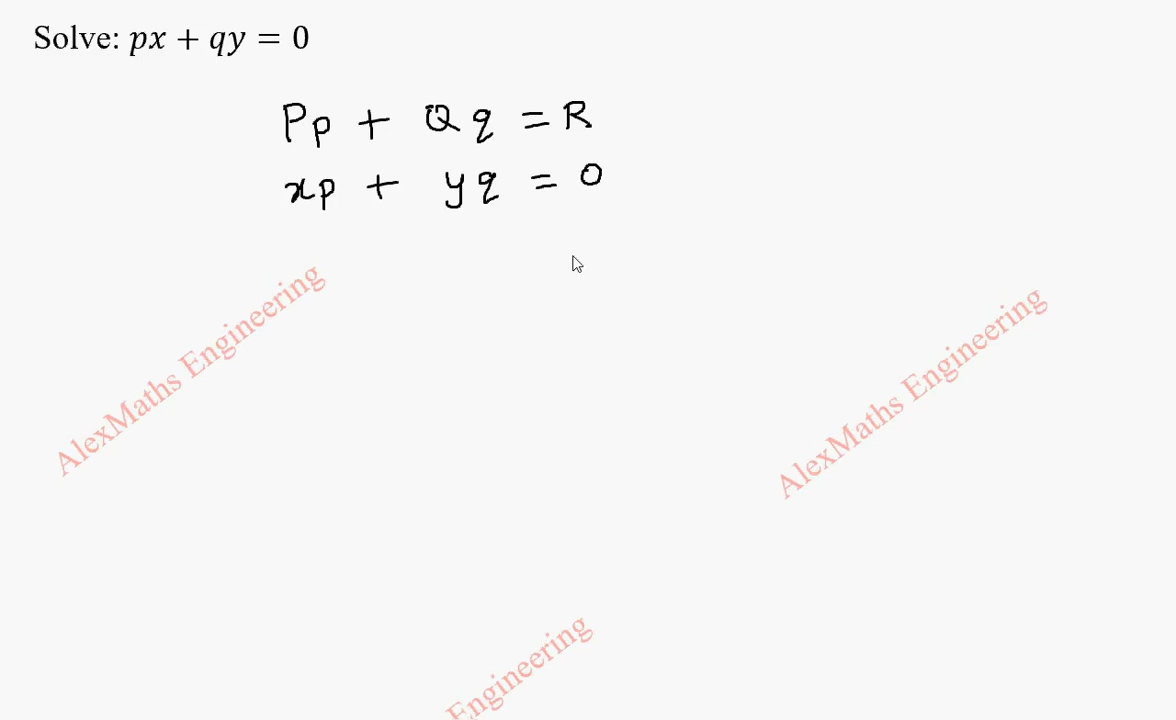 Solve: px + qy = 0
Pp + Qq = R
xp + yq = 0
AlexMaths Engineering
AlexMaths Engineering
Engineering